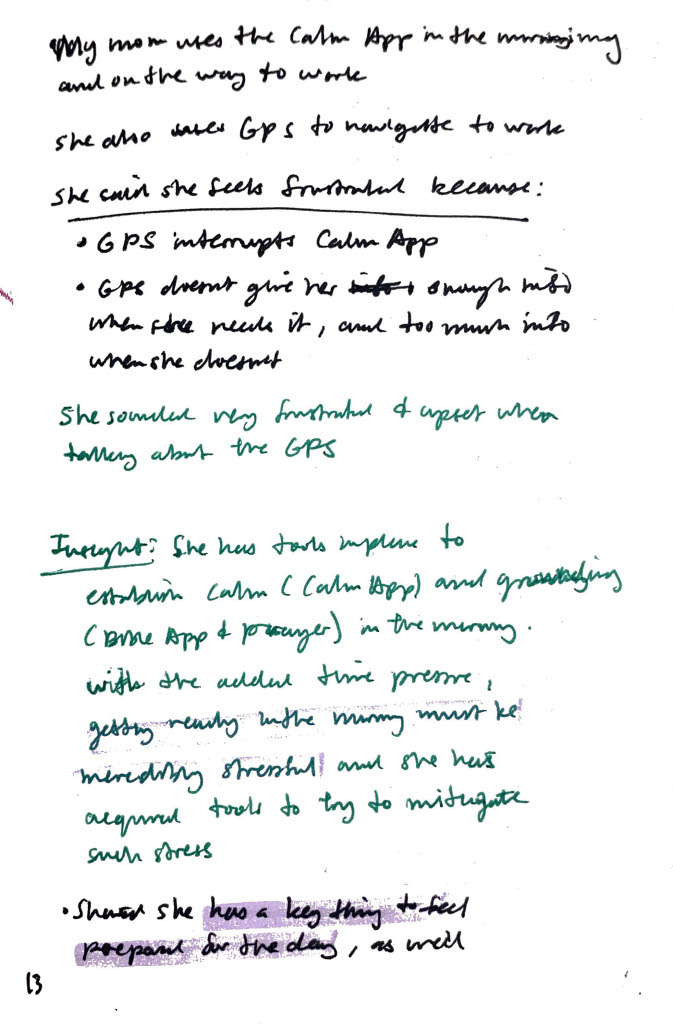 My mom uses the Calm App in the morning
and on the way to work
she also uses GPS to navigate to work
She said she feels frustrated because:
• GPS interrupts Calm App
• GPS doesnt give her enough info
when she needs it, and too much info
when she doesnt
She sounded very frustrated & upset when
talking about the GPS
Insight: She has tools in place to
establish calm (Calm App) and grounding
(Bible App & prayer) in the morning.
with the added time pressure,
getting ready in the morning must be
incredibly stressful and she has
acquired tools to try to mitigate
such stress
• Shared she has a key thing to feel
prepared for the day, as well
13